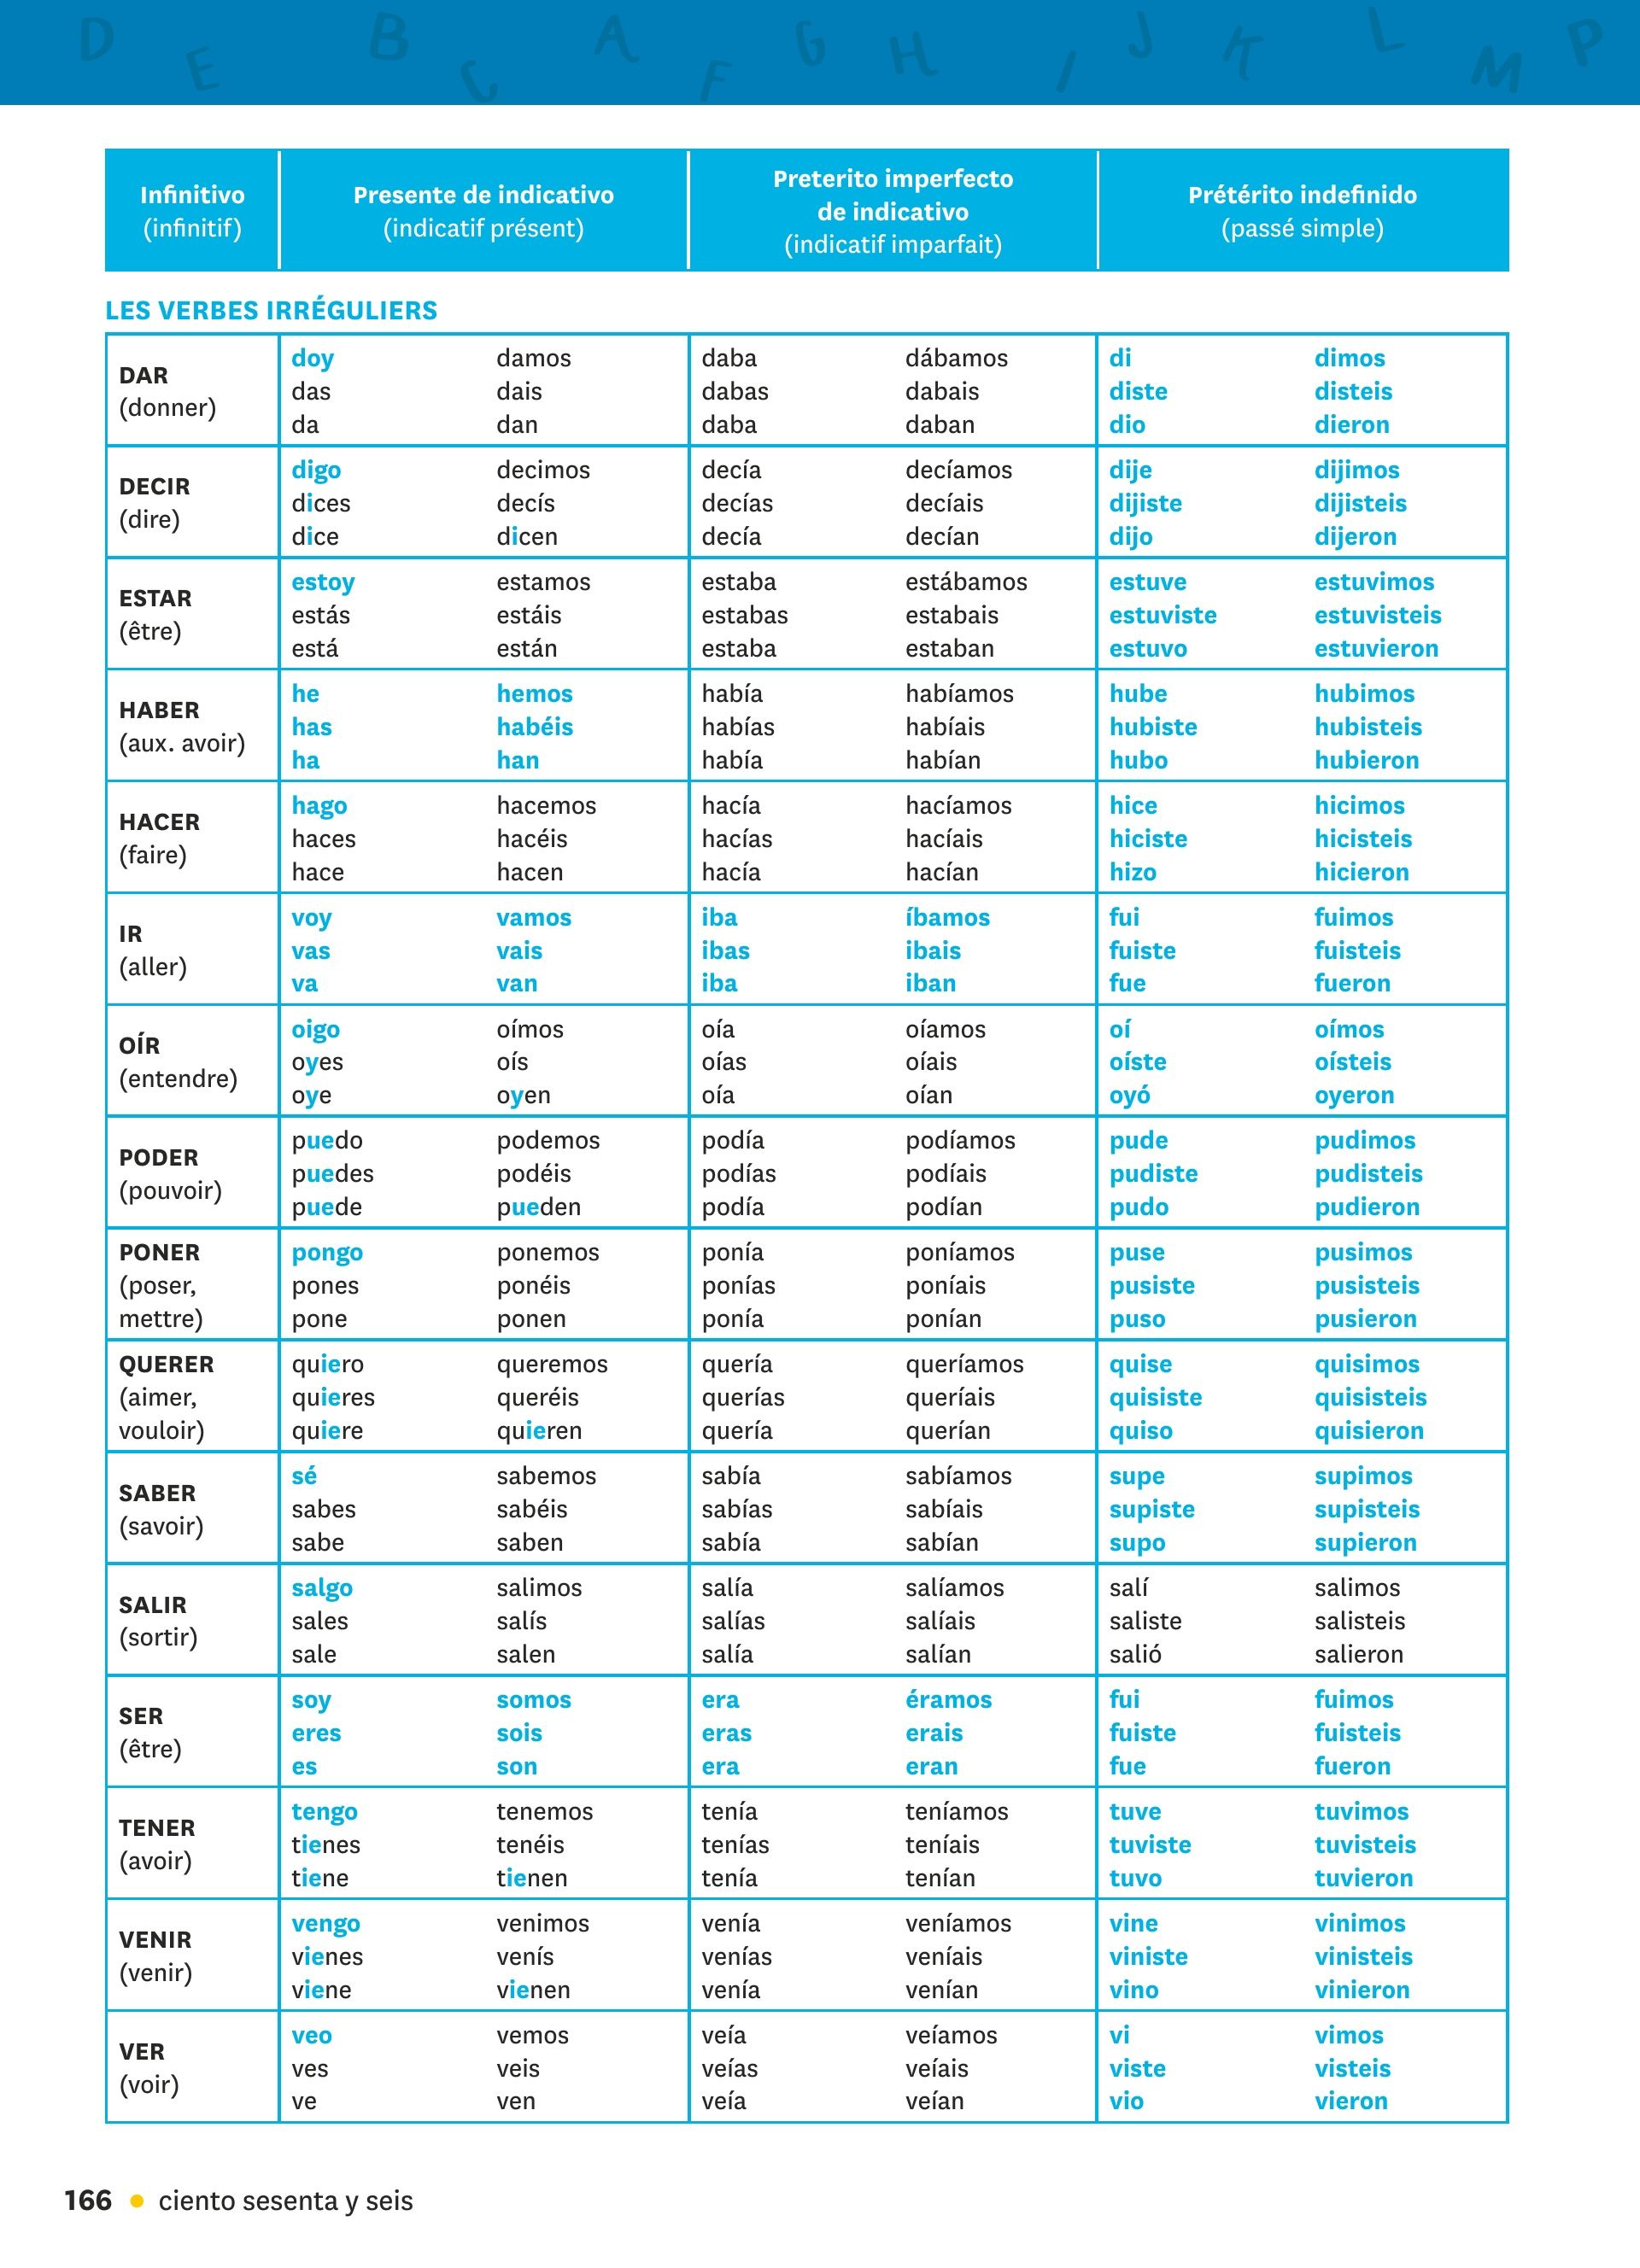 D E B C A F G H I J K L M P
Infinitivo
(infinitif)
Presente de indicativo
(indicatif présent)
Preterito imperfecto
de indicativo
(indicatif imparfait)
Prétérito indefinido
(passé simple)
LES VERBES IRRÉGULIERS
DAR
(donner)
doy damos daba dábamos di dimos
das dais dabas dabais diste disteis
da dan daba daban dio dieron
DECIR
(dire)
digo decimos decía decíamos dije dijimos
dices decís decías decíais dijiste dijisteis
dice dicen decía decían dijo dijeron
ESTAR
(être)
estoy estamos estaba estábamos estuve estuvimos
estás estáis estabas estabais estuviste estuvisteis
está están estaba estaban estuvo estuvieron
HABER
(aux. avoir)
he hemos había habíamos hube hubimos
has habéis habías habíais hubiste hubisteis
ha han había habían hubo hubieron
HACER
(faire)
hago hacemos hacía hacíamos hice hicimos
haces hacéis hacías hacíais hiciste hicisteis
hace hacen hacía hacían hizo hicieron
IR
(aller)
voy vamos iba íbamos fui fuimos
vas vais ibas ibais fuiste fuisteis
va van iba iban fue fueron
OÍR
(entendre)
oigo oímos oía oíamos oí oímos
oyes oís oías oíais oíste oísteis
oye oyen oía oían oyó oyeron
PODER
(pouvoir)
puedo podemos podía podíamos pude pudimos
puedes podéis podías podíais pudiste pudisteis
puede pueden podía podían pudo pudieron
PONER
(poser,
mettre)
pongo ponemos ponía poníamos puse pusimos
pones ponéis ponías poníais pusiste pusisteis
pone ponen ponía ponían puso pusieron
QUERER
(aimer,
vouloir)
quiero queremos quería queríamos quise quisimos
quieres queréis querías queríais quisiste quisisteis
quiere quieren quería querían quiso quisieron
SABER
(savoir)
sé sabemos sabía sabíamos supe supimos
sabes sabéis sabías sabíais supiste supisteis
sabe saben sabía sabían supo supieron
SALIR
(sortir)
salgo salimos salía salíamos salí salimos
sales salís salías salíais saliste salisteis
sale salen salía salían salió salieron
SER
(être)
soy somos era éramos fui fuimos
eres sois eras erais fuiste fuisteis
es son era eran fue fueron
TENER
(avoir)
tengo tenemos tenía teníamos tuve tuvimos
tienes tenéis tenías teníais tuviste tuvisteis
tiene tienen tenía tenían tuvo tuvieron
VENIR
(venir)
vengo venimos venía veníamos vine vinimos
vienes venís venías veníais viniste vinisteis
viene vienen venía venían vino vinieron
VER
(voir)
veo vemos veía veíamos vi vimos
ves veis veías veíais viste visteis
ve ven veía veían vio vieron
166 • ciento sesenta y seis